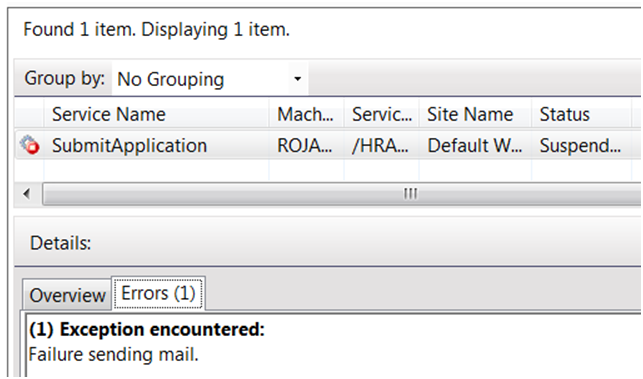 Found 1 item. Displaying 1 item.
Group by: No Grouping
Service Name Mach... Servic... Site Name Status
SubmitApplication ROJA... /HRA... Default W... Suspend...
Details:
Overview Errors (1)
(1) Exception encountered:
Failure sending mail.